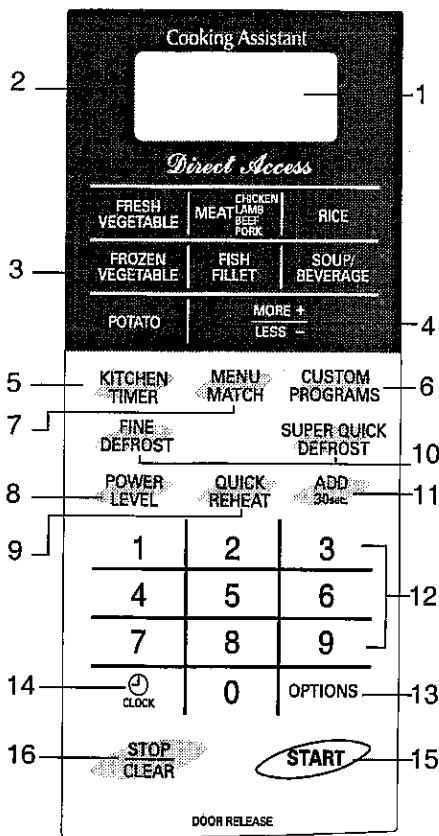 Cooking Assistant
2
1
Direct Access
FRESH VEGETABLE
MEAT CHICKEN LAMB BEEF PORK
RICE
3
FROZEN VEGETABLE
FISH FILLET
SOUP/ BEVERAGE
POTATO
MORE +
LESS –
4
5
KITCHEN TIMER
MENU MATCH
CUSTOM PROGRAMS
6
7
FINE DEFROST
SUPER QUICK DEFROST
10
8
POWER LEVEL
QUICK REHEAT
ADD 30sec.
11
9
1 2 3
4 5 6
12
7 8 9
14
CLOCK
0
OPTIONS
13
16
STOP
CLEAR
START
15
DOOR RELEASE